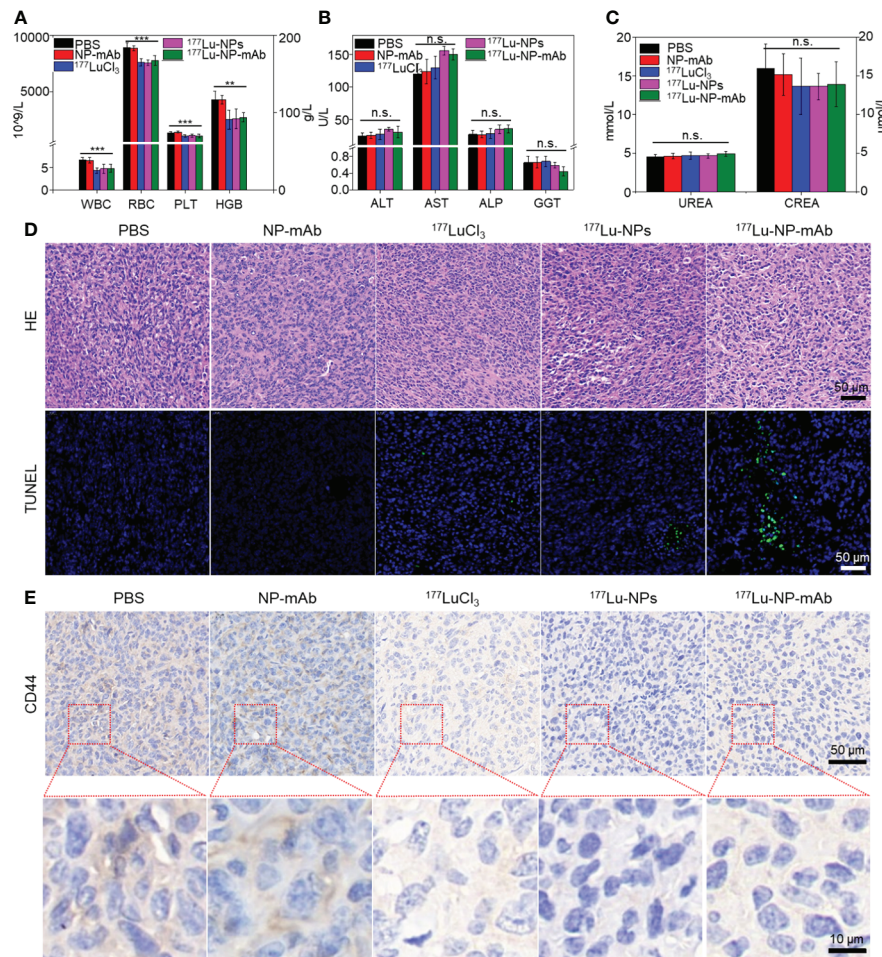 A
10000
5000
5
0
10^9/L
PBS
NP-mAb
¹⁷⁷LuCl₃
¹⁷⁷Lu-NPs
¹⁷⁷Lu-NP-mAb
***
***
***
**
WBC
RBC
PLT
HGB
200
100
0
g/L
B
150
100
50
0.8
0.4
0.0
U/L
PBS
NP-mAb
¹⁷⁷LuCl₃
¹⁷⁷Lu-NPs
¹⁷⁷Lu-NP-mAb
n.s.
n.s.
n.s.
n.s.
ALT
AST
ALP
GGT
C
20
15
10
5
0
mmol/L
PBS
NP-mAb
¹⁷⁷LuCl₃
¹⁷⁷Lu-NPs
¹⁷⁷Lu-NP-mAb
n.s.
n.s.
UREA
CREA
20
15
10
5
0
D
PBS
NP-mAb
¹⁷⁷LuCl₃
¹⁷⁷Lu-NPs
¹⁷⁷Lu-NP-mAb
HE
50 µm
TUNEL
50 µm
E
PBS
NP-mAb
¹⁷⁷LuCl₃
¹⁷⁷Lu-NPs
¹⁷⁷Lu-NP-mAb
CD44
50 µm
10 µm